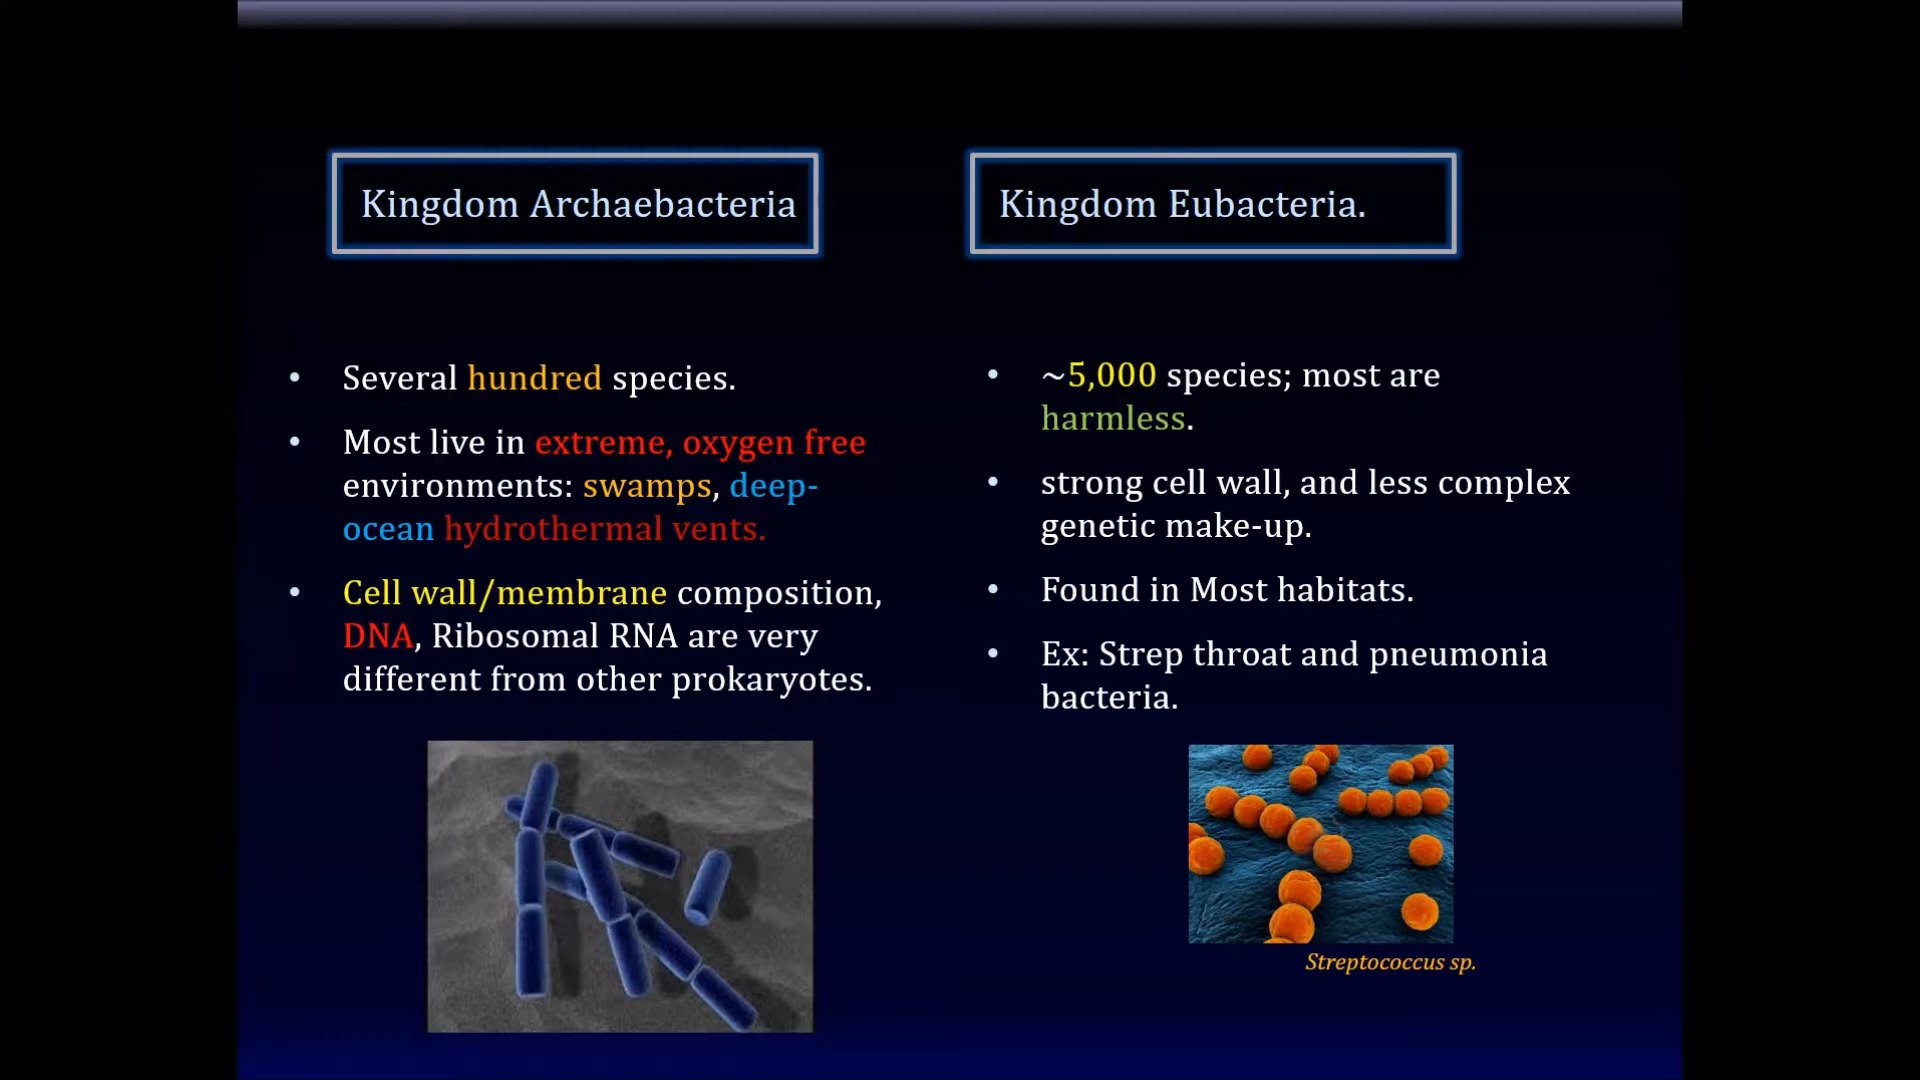 Kingdom Archaebacteria
• Several hundred species.
• Most live in extreme, oxygen free
environments: swamps, deep-
ocean hydrothermal vents.
• Cell wall/membrane composition,
DNA, Ribosomal RNA are very
different from other prokaryotes.
Kingdom Eubacteria.
• ~5,000 species; most are
harmless.
• strong cell wall, and less complex
genetic make-up.
• Found in Most habitats.
• Ex: Strep throat and pneumonia
bacteria.
Streptococcus sp.